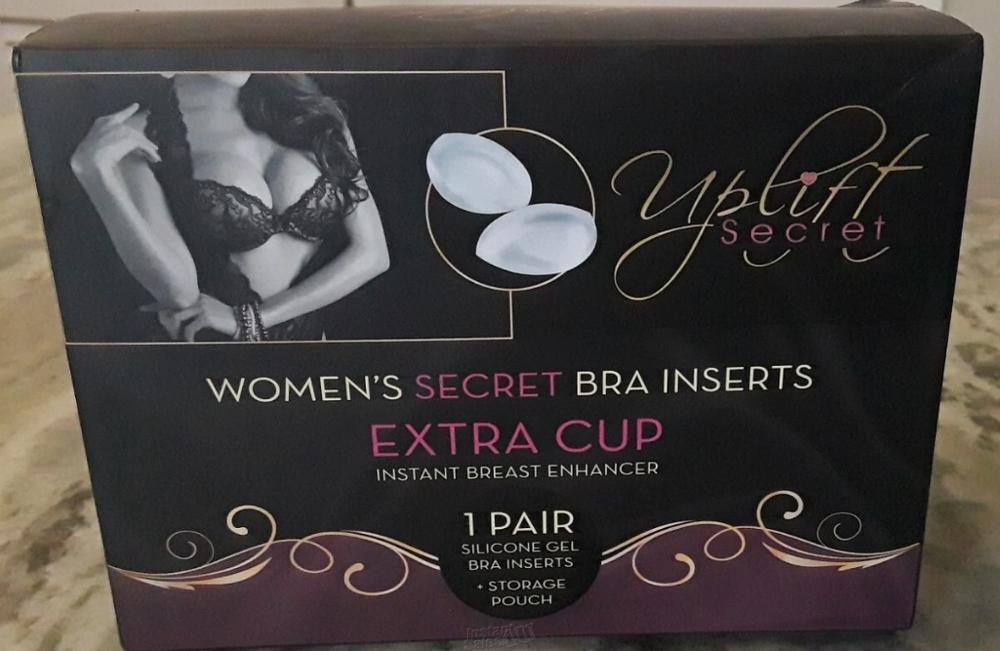 Uplift
Secret
WOMEN'S SECRET BRA INSERTS
EXTRA CUP
INSTANT BREAST ENHANCER
1 PAIR
SILICONE GEL
BRA INSERTS
+ STORAGE
POUCH